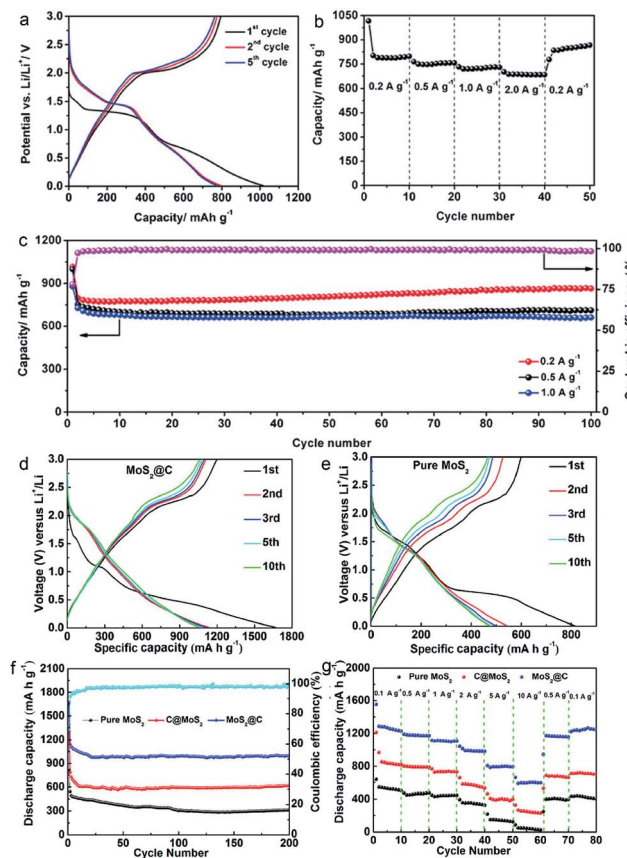 a
Potential vs. Li/Li⁺/ V
3.0
2.5
2.0
1.5
1.0
0.5
0.0
1ˢᵗ cycle
2ⁿᵈ cycle
5ᵗʰ cycle
0 200 400 600 800 1000 1200
Capacity/ mAh g⁻¹
b
Capacity/ mAh g⁻¹
1050
900
750
600
450
300
150
0
0.2 A g⁻¹ 0.5 A g⁻¹ 1.0 A g⁻¹ 2.0 A g⁻¹ 0.2 A g⁻¹
0 10 20 30 40 50
Cycle number
c
Capacity/ mAh g⁻¹
1200
900
600
300
0
100
75
50
25
0
0.2 A g⁻¹
0.5 A g⁻¹
1.0 A g⁻¹
0 10 20 30 40 50 60 70 80 90 100
Cycle number
d
MoS₂@C
Voltage (V) versus Li⁺/Li
3.0
2.5
2.0
1.5
1.0
0.5
0.0
1st
2nd
3rd
5th
10th
0 300 600 900 1200 1500 1800
Specific capacity (mA h g⁻¹)
e
Pure MoS₂
Voltage (V) versus Li⁺/Li
3.0
2.5
2.0
1.5
1.0
0.5
0.0
1st
2nd
3rd
5th
10th
0 200 400 600 800
Specific capacity (mA h g⁻¹)
f
Discharge capacity (mA h g⁻¹)
2100
1800
1500
1200
900
600
300
0
100
80
60
40
20
0
Coulombic efficiency (%)
Pure MoS₂ C@MoS₂ MoS₂@C
0 50 100 150 200
Cycle Number
g
Discharge capacity (mA h g⁻¹)
2000
1800
1600
1400
1200
1000
800
600
400
200
0
Pure MoS₂ C@MoS₂ MoS₂@C
0.1 A g⁻¹ 0.5 A g⁻¹ 1 A g⁻¹ 2 A g⁻¹ 5 A g⁻¹ 10 A g⁻¹ 0.5 A g⁻¹ 0.1 A g⁻¹
0 10 20 30 40 50 60 70 80
Cycle Number